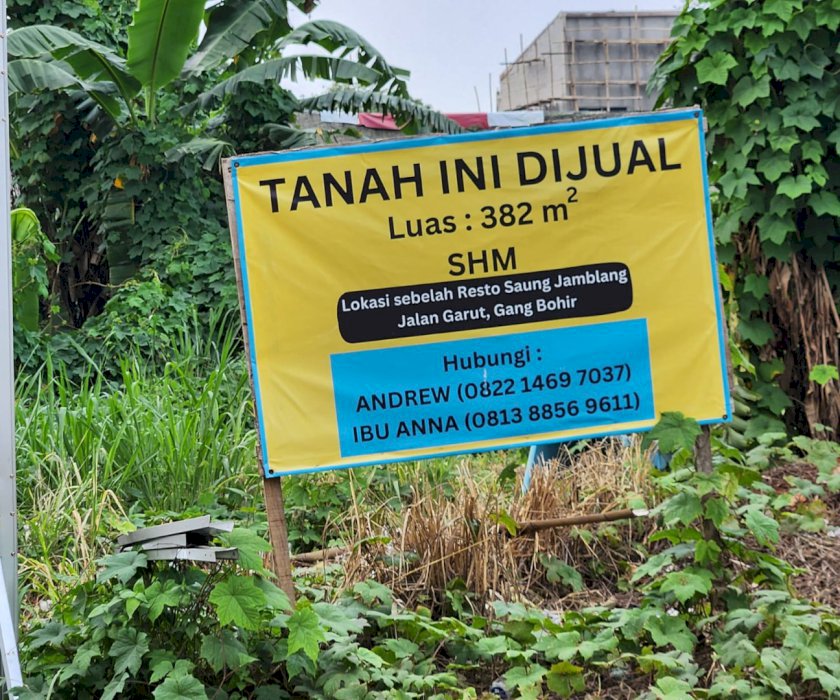 TANAH INI DIJUAL
Luas : 382 m²
SHM
Lokasi sebelah Resto Saung Jamblang
Jalan Garut, Gang Bohir
Hubungi :
ANDREW (0822 1469 7037)
IBU ANNA (0813 8856 9611)